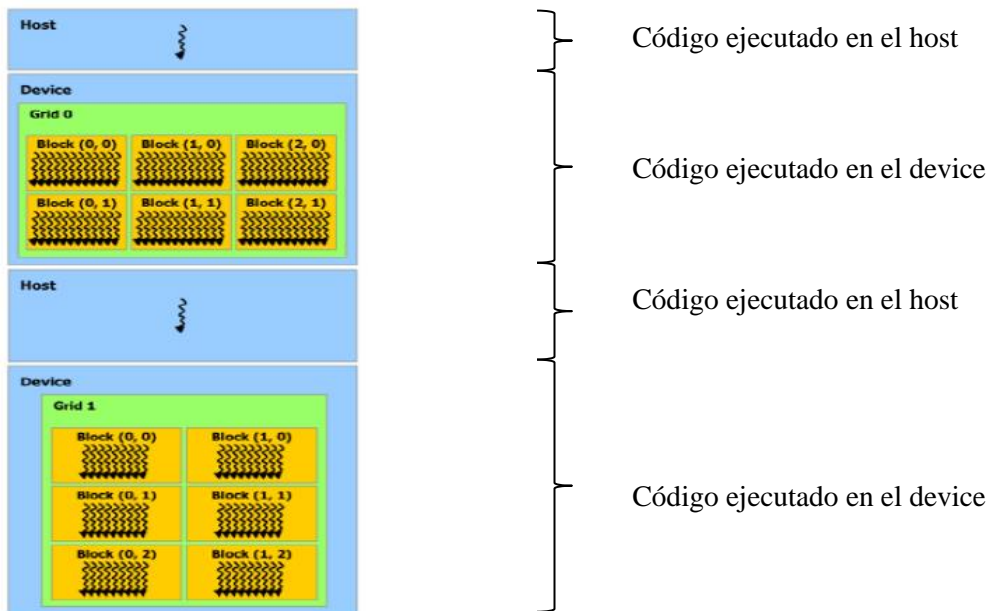 Host
Código ejecutado en el host
Device
Grid 0
Block (0, 0) Block (1, 0) Block (2, 0)
Código ejecutado en el device
Block (0, 1) Block (1, 1) Block (2, 1)
Host
Código ejecutado en el host
Device
Grid 1
Block (0, 0) Block (1, 0)
Block (0, 1) Block (1, 1)
Código ejecutado en el device
Block (0, 2) Block (1, 2)